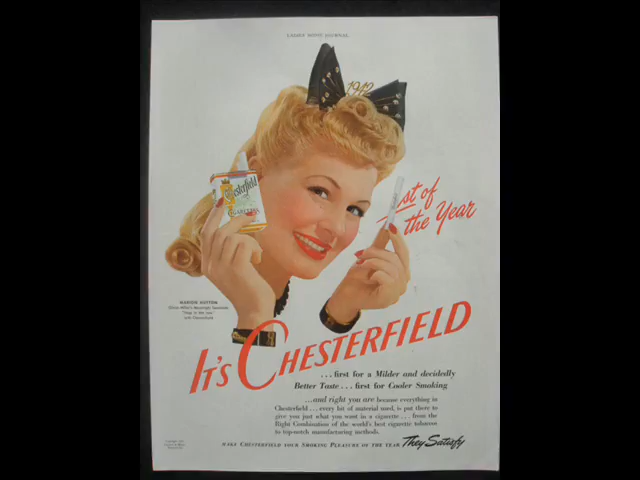 LADIES' HOME JOURNAL
1942
Chesterfield
CIGARETTES
st of
the Year
MARION HUTTON
IT'S CHESTERFIELD
...first for a Milder and decidedly
Better Taste...first for Cooler Smoking
...and right you are because everything in
Chesterfield...every bit of material used, is put there to
give you just what you want in a cigarette...from the
Right Combination of the world's best cigarette tobaccos
to top-notch manufacturing methods.
MAKE CHESTERFIELD YOUR SMOKING PLEASURE OF THE YEAR They Satisfy